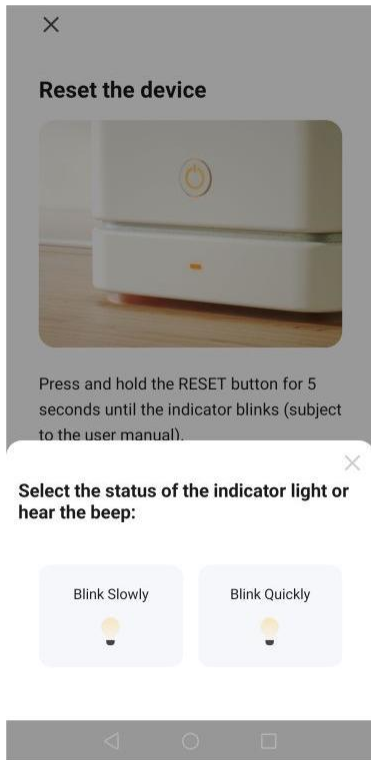 Reset the device
Press and hold the RESET button for 5
seconds until the indicator blinks (subject
to the user manual).
Select the status of the indicator light or
hear the beep:
Blink Slowly
Blink Quickly